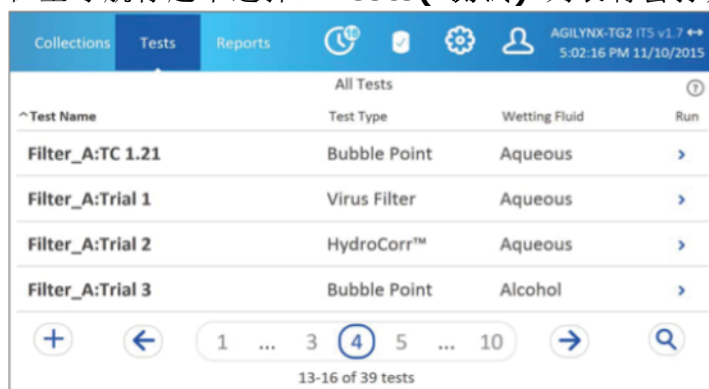 Collections Tests Reports 16 AGILYNX-TG2 IT5 v1.7
5:02:16 PM 11/10/2015
All Tests ?
^Test Name Test Type Wetting Fluid Run
Filter_A:TC 1.21 Bubble Point Aqueous >
Filter_A:Trial 1 Virus Filter Aqueous >
Filter_A:Trial 2 HydroCorr™ Aqueous >
Filter_A:Trial 3 Bubble Point Alcohol >
1 ... 3 4 5 ... 10
13-16 of 39 tests